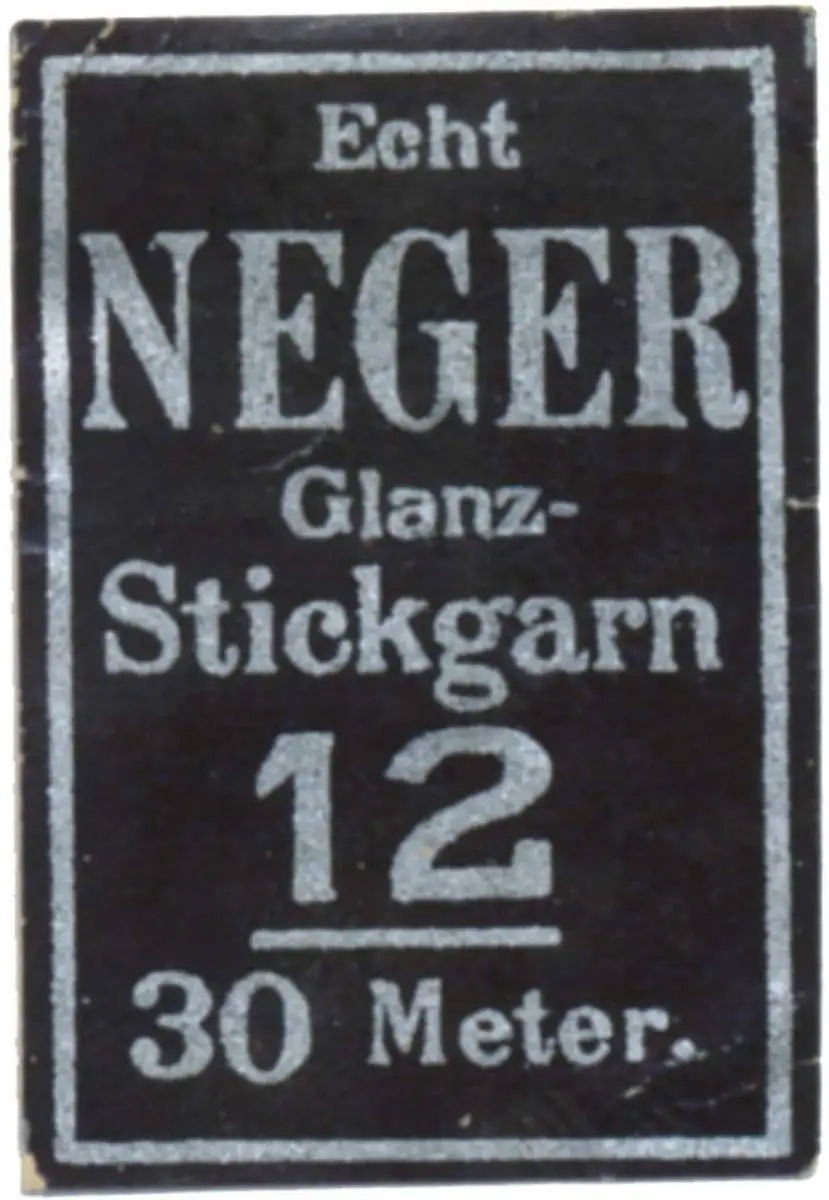 Echt
NEGER
Glanz-
Stickgarn
12
30 Meter.